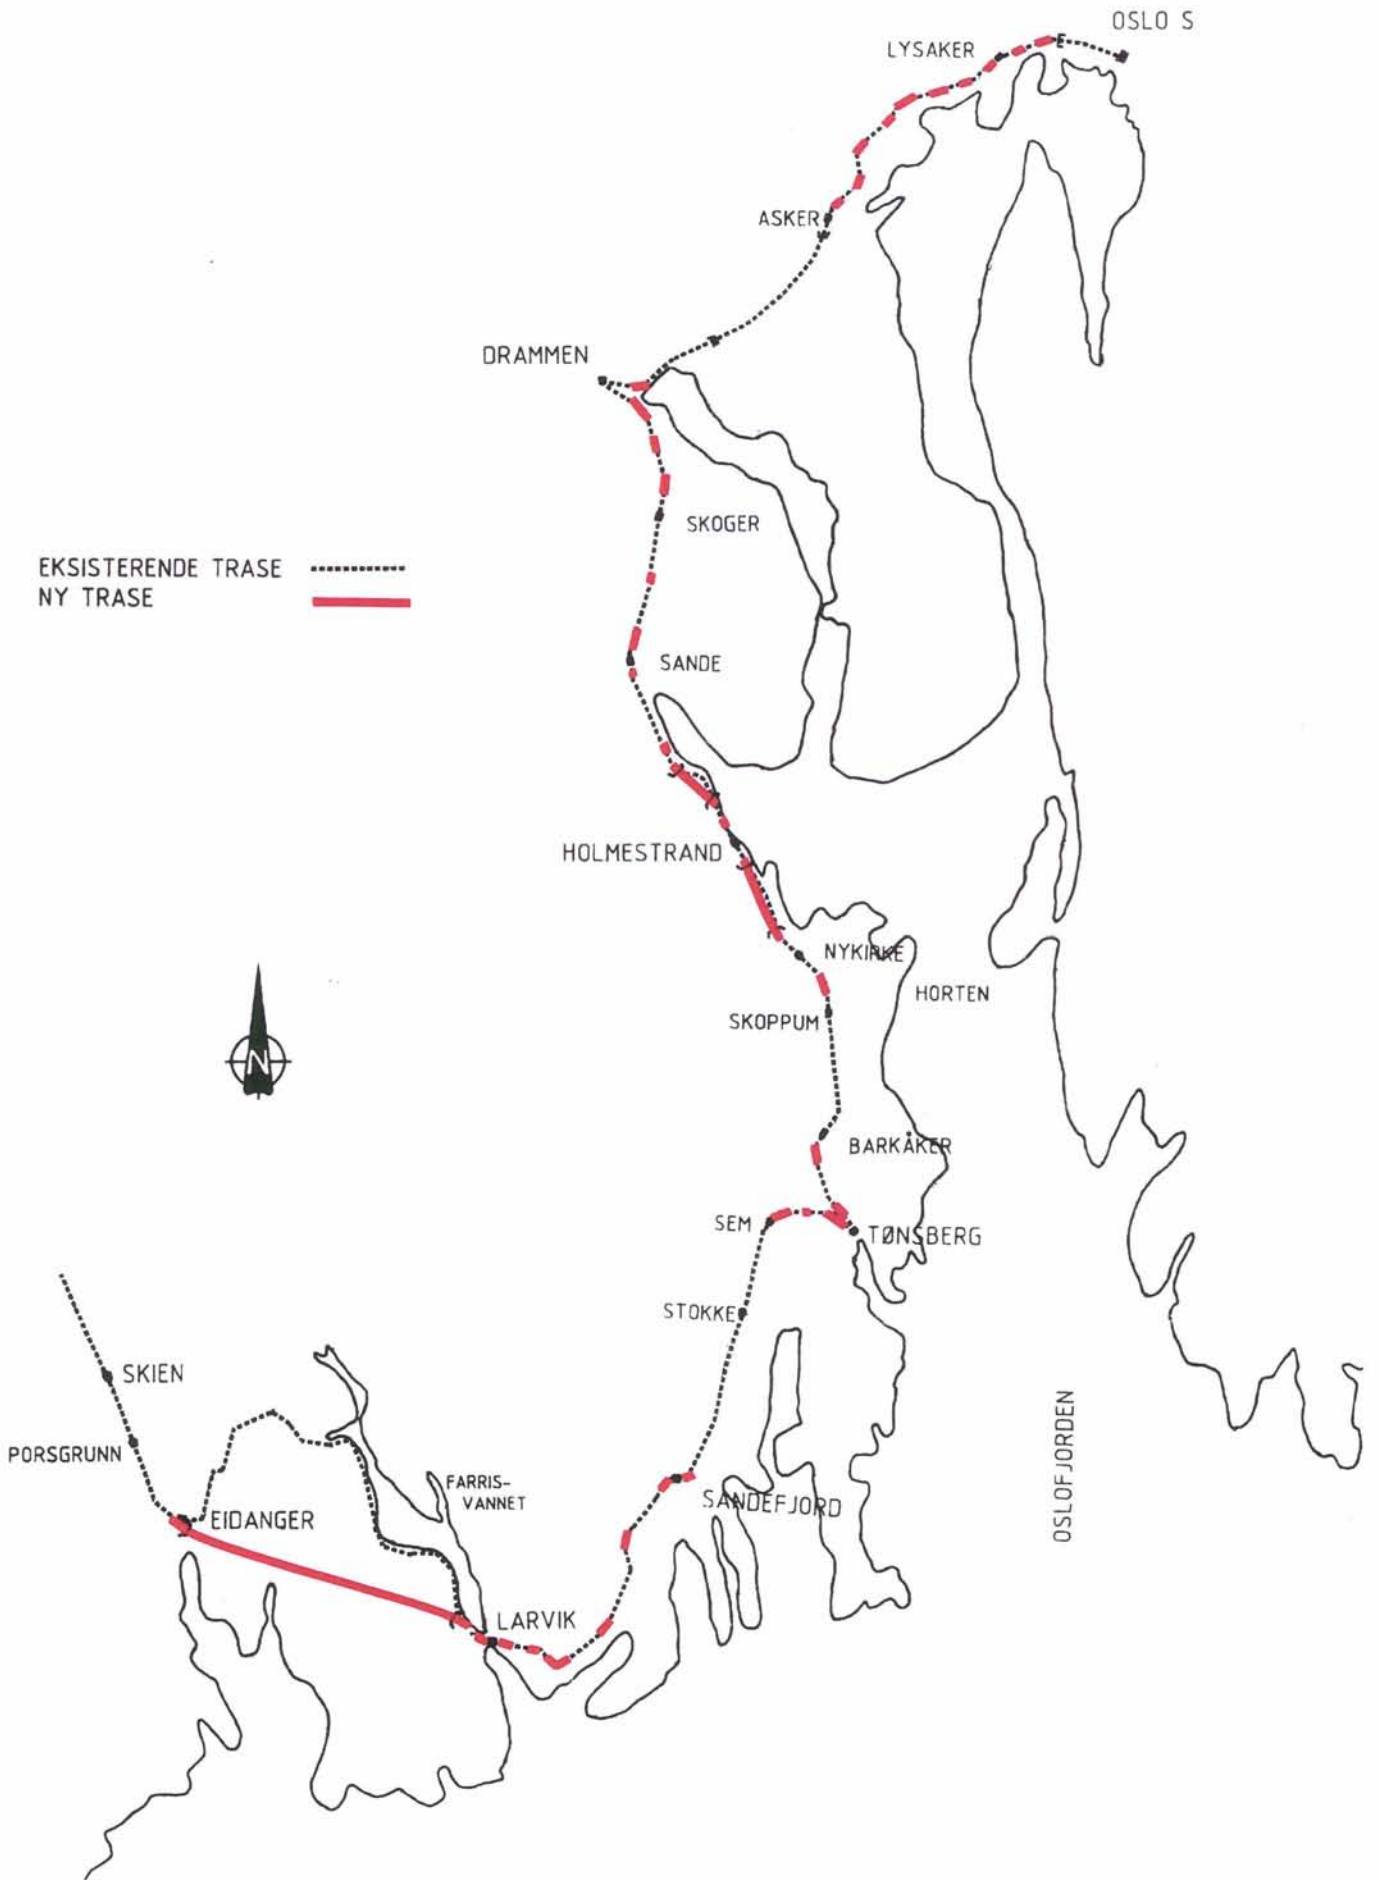 OSLO S
LYSAKER
ASKER
DRAMMEN
SKOGER
EKSISTERENDE TRASE
NY TRASE
SANDE
HOLMESTRAND
NYKIRKE
HORTEN
SKOPPUM
N
BARKÅKER
SEM
TØNSBERG
STOKKE
SKIEN
PORSGRUNN
FARRIS-
VANNET
SANDEFJORD
OSLOFJORDEN
EIDANGER
LARVIK